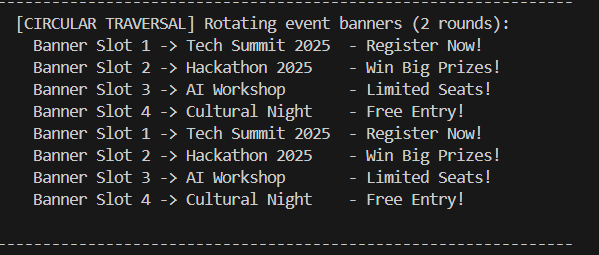 --------------------------------------------------------------
[CIRCULAR TRAVERSAL] Rotating event banners (2 rounds):
Banner Slot 1 -> Tech Summit 2025  - Register Now!
Banner Slot 2 -> Hackathon 2025    - Win Big Prizes!
Banner Slot 3 -> AI Workshop       - Limited Seats!
Banner Slot 4 -> Cultural Night    - Free Entry!
Banner Slot 1 -> Tech Summit 2025  - Register Now!
Banner Slot 2 -> Hackathon 2025    - Win Big Prizes!
Banner Slot 3 -> AI Workshop       - Limited Seats!
Banner Slot 4 -> Cultural Night    - Free Entry!
--------------------------------------------------------------